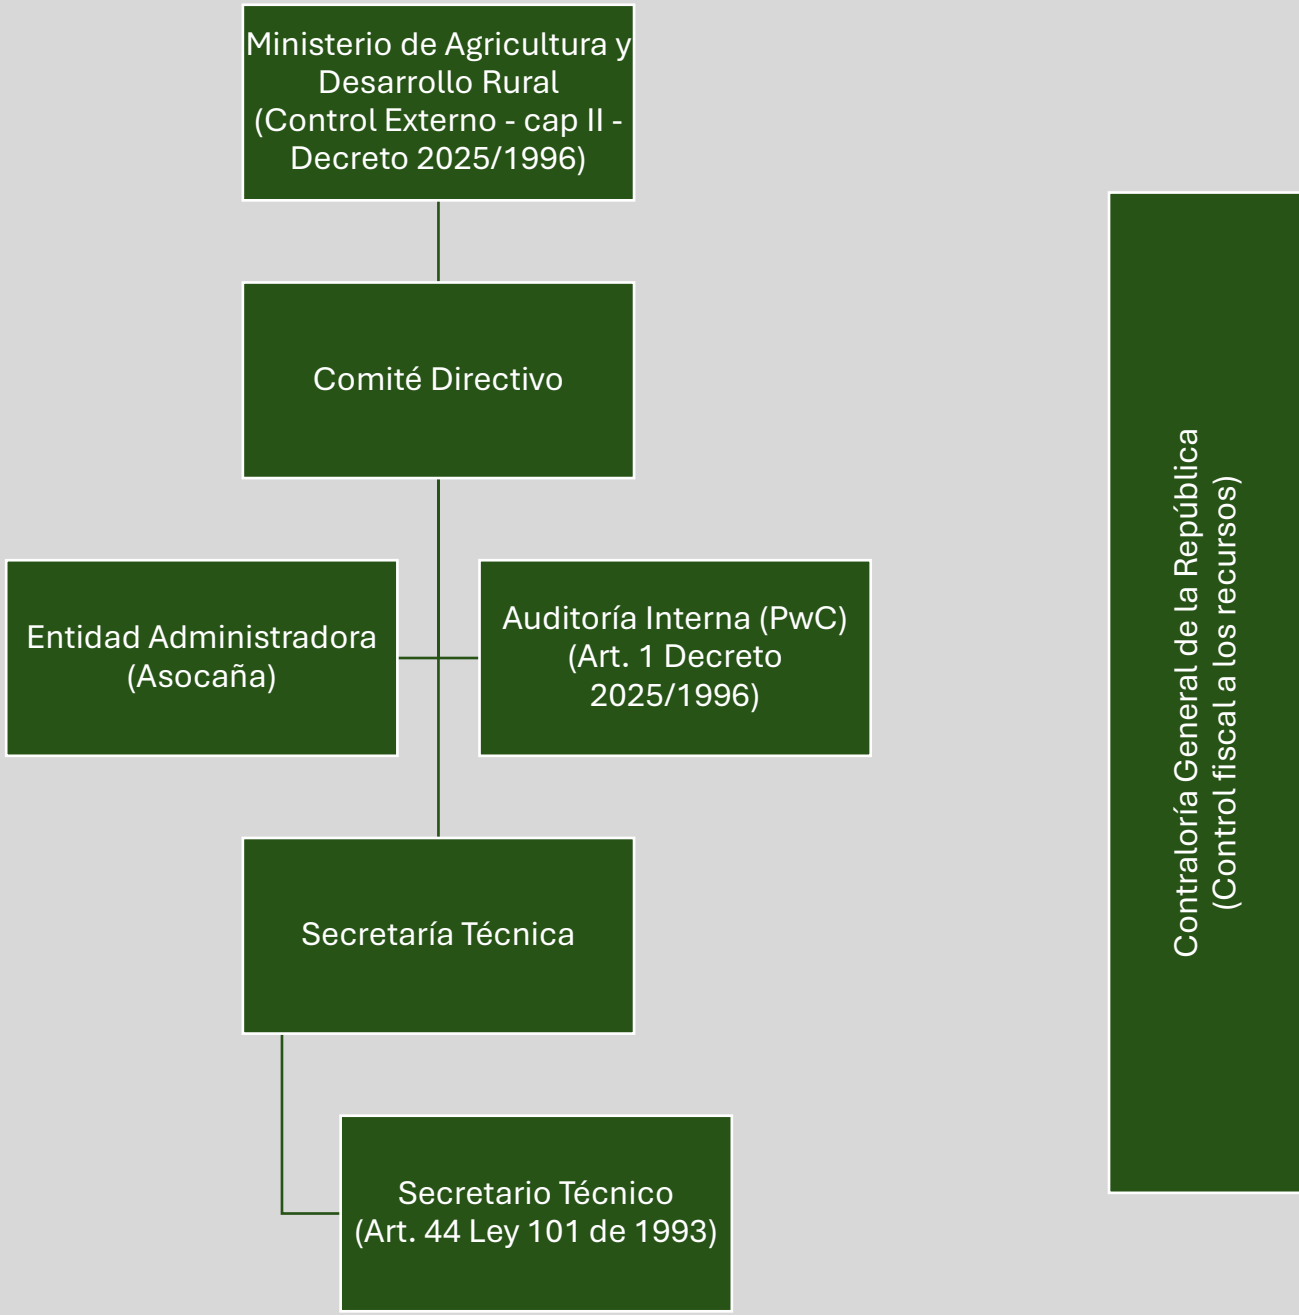 Ministerio de Agricultura y
Desarrollo Rural
(Control Externo - cap II -
Decreto 2025/1996)
Comité Directivo
Entidad Administradora
(Asocaña)
Auditoría Interna (PwC)
(Art. 1 Decreto
2025/1996)
Secretaría Técnica
Secretario Técnico
(Art. 44 Ley 101 de 1993)
Contraloría General de la República
(Control fiscal a los recursos)